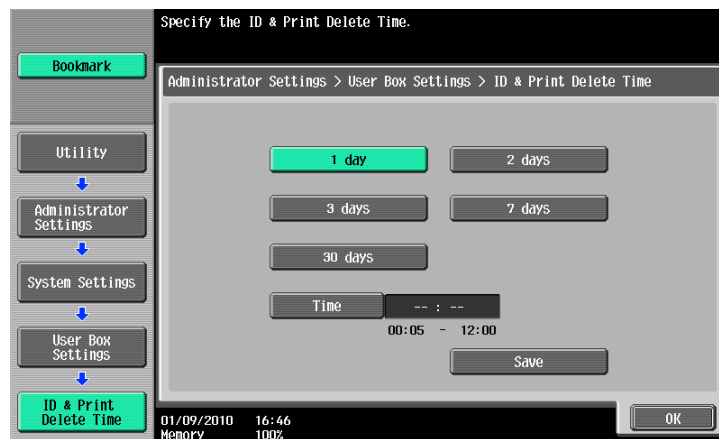 Specify the ID & Print Delete Time.
Bookmark
Administrator Settings > User Box Settings > ID & Print Delete Time
Utility
Administrator
Settings
System Settings
User Box
Settings
ID & Print
Delete Time
1 day
2 days
3 days
7 days
30 days
Time
-- : --
00:05 - 12:00
Save
01/09/2010 16:46
Memory 100%
OK